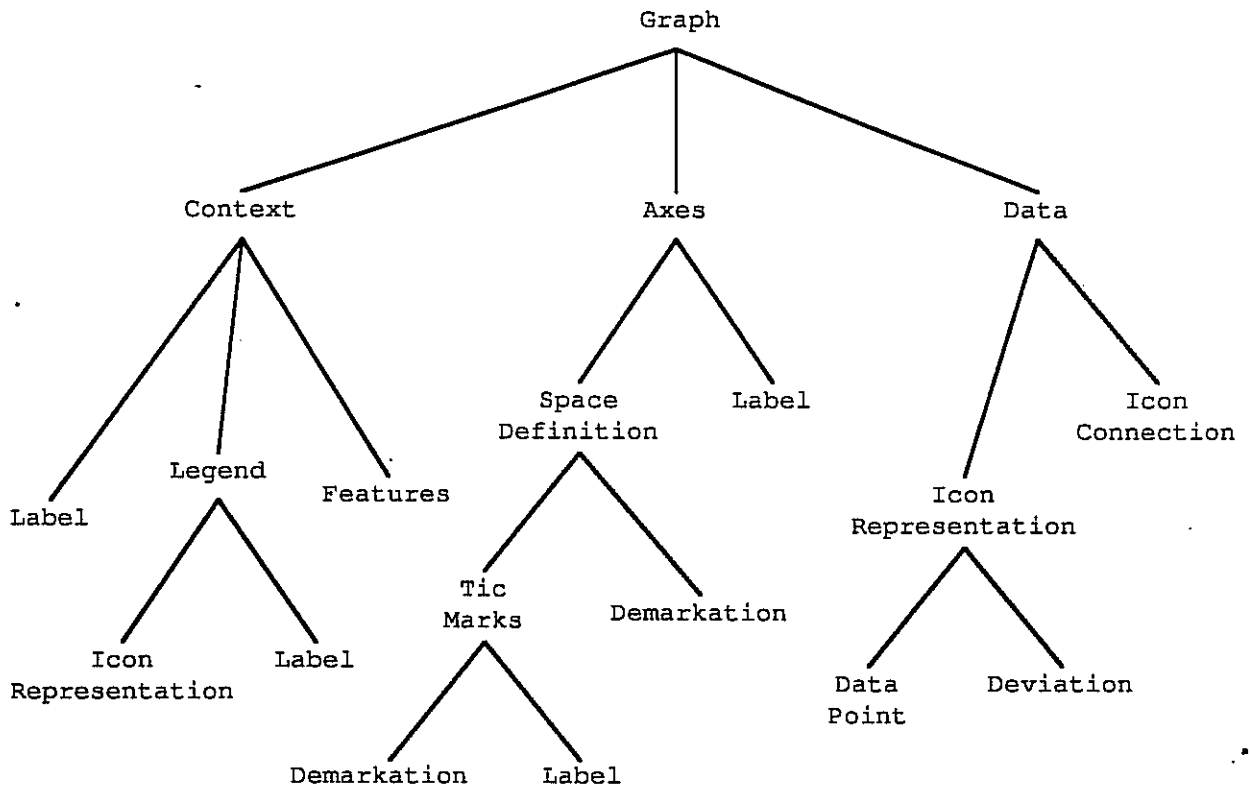 Graph
Context
Axes
Data
Space
Definition
Label
Icon
Connection
Legend
Features
Label
Icon
Representation
Tic
Marks
Demarkation
Icon
Representation
Label
Data
Point
Deviation
Demarkation
Label